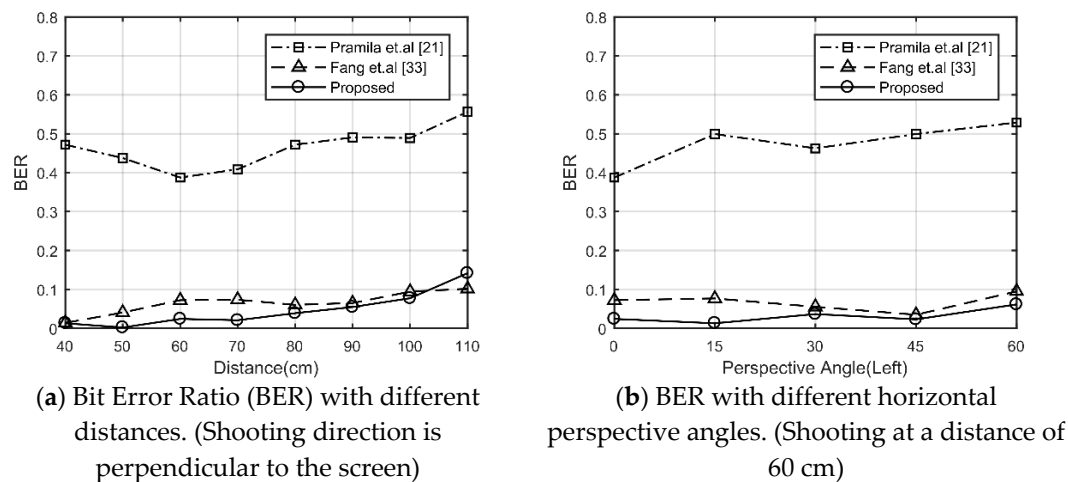 0.8
0.7
0.6
0.5
0.4
0.3
0.2
0.1
0
BER
Pramila et.al [21]
Fang et.al [33]
Proposed
40 50 60 70 80 90 100 110
Distance(cm)
(a) Bit Error Ratio (BER) with different
distances. (Shooting direction is
perpendicular to the screen)
0.8
0.7
0.6
0.5
0.4
0.3
0.2
0.1
0
BER
Pramila et.al [21]
Fang et.al [33]
Proposed
0 15 30 45 60
Perspective Angle(Left)
(b) BER with different horizontal
perspective angles. (Shooting at a distance of
60 cm)